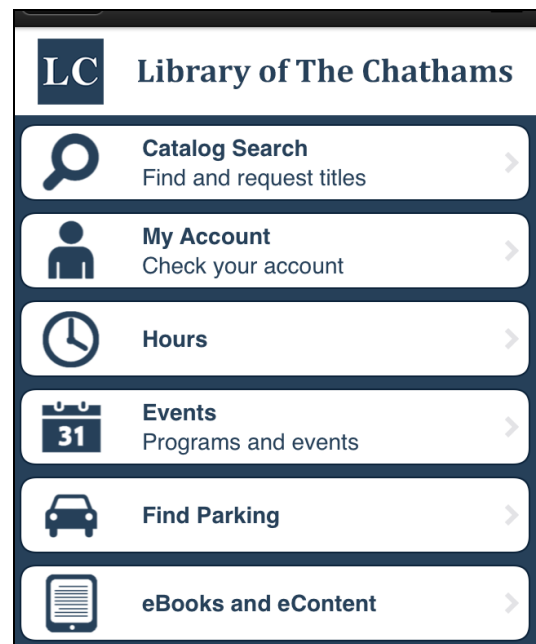 LC Library of The Chathams
Catalog Search
Find and request titles
My Account
Check your account
Hours
31
Events
Programs and events
Find Parking
eBooks and eContent